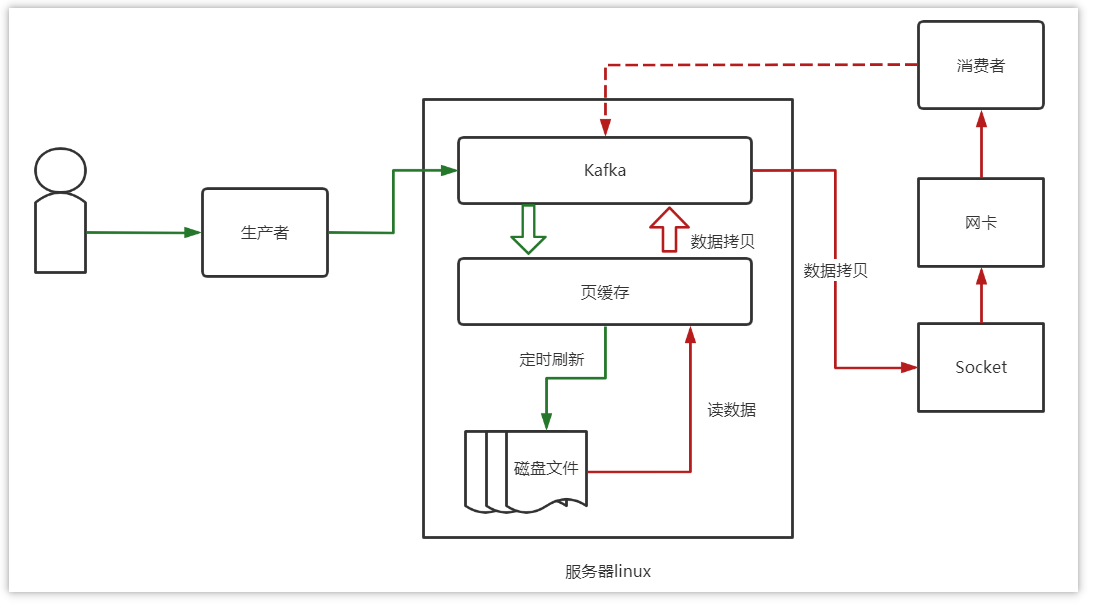 消费者
Kafka
生产者
网卡
数据拷贝
数据拷贝
页缓存
定时刷新
Socket
读数据
磁盘文件
服务器linux